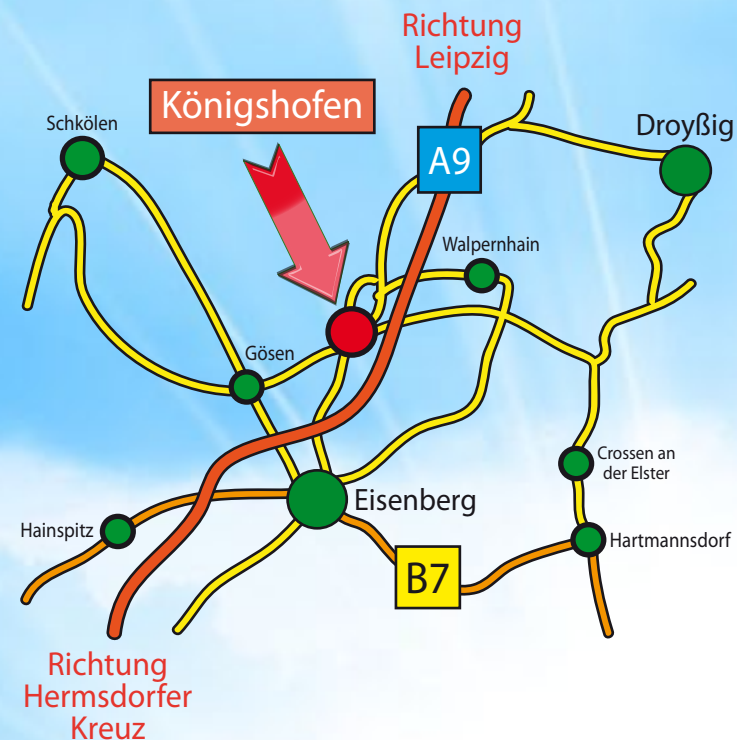 Richtung
Leipzig
Königshofen
Schkölen
Droyßig
A9
Walpernhain
Gösen
Crossen an
der Elster
Eisenberg
Hainspitz
Hartmannsdorf
B7
Richtung
Hermsdorfer
Kreuz